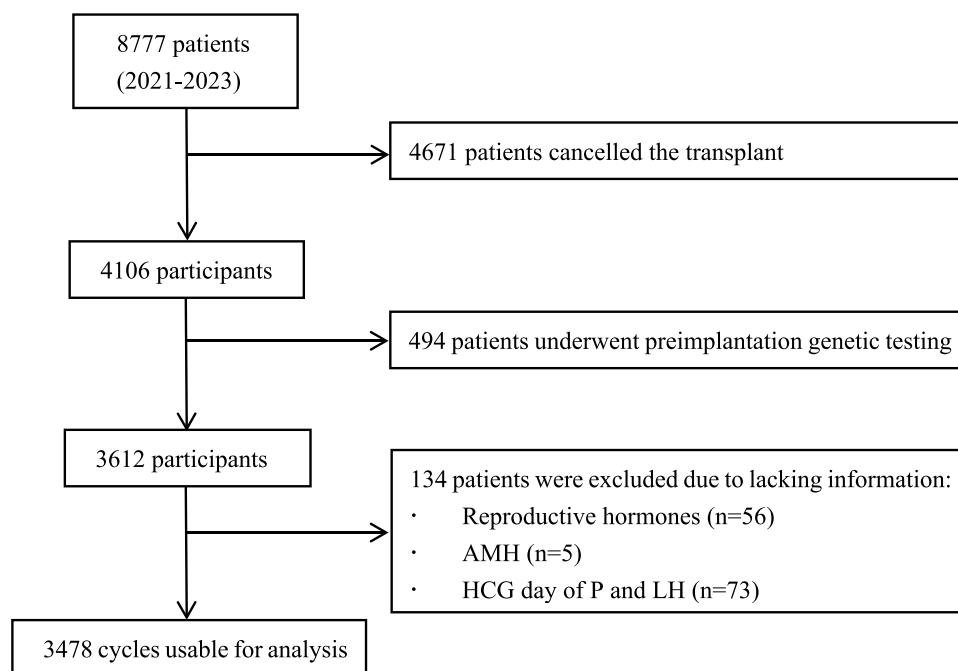 8777 patients
(2021-2023)
4671 patients cancelled the transplant
4106 participants
494 patients underwent preimplantation genetic testing
3612 participants
134 patients were excluded due to lacking information:
· Reproductive hormones (n=56)
· AMH (n=5)
· HCG day of P and LH (n=73)
3478 cycles usable for analysis